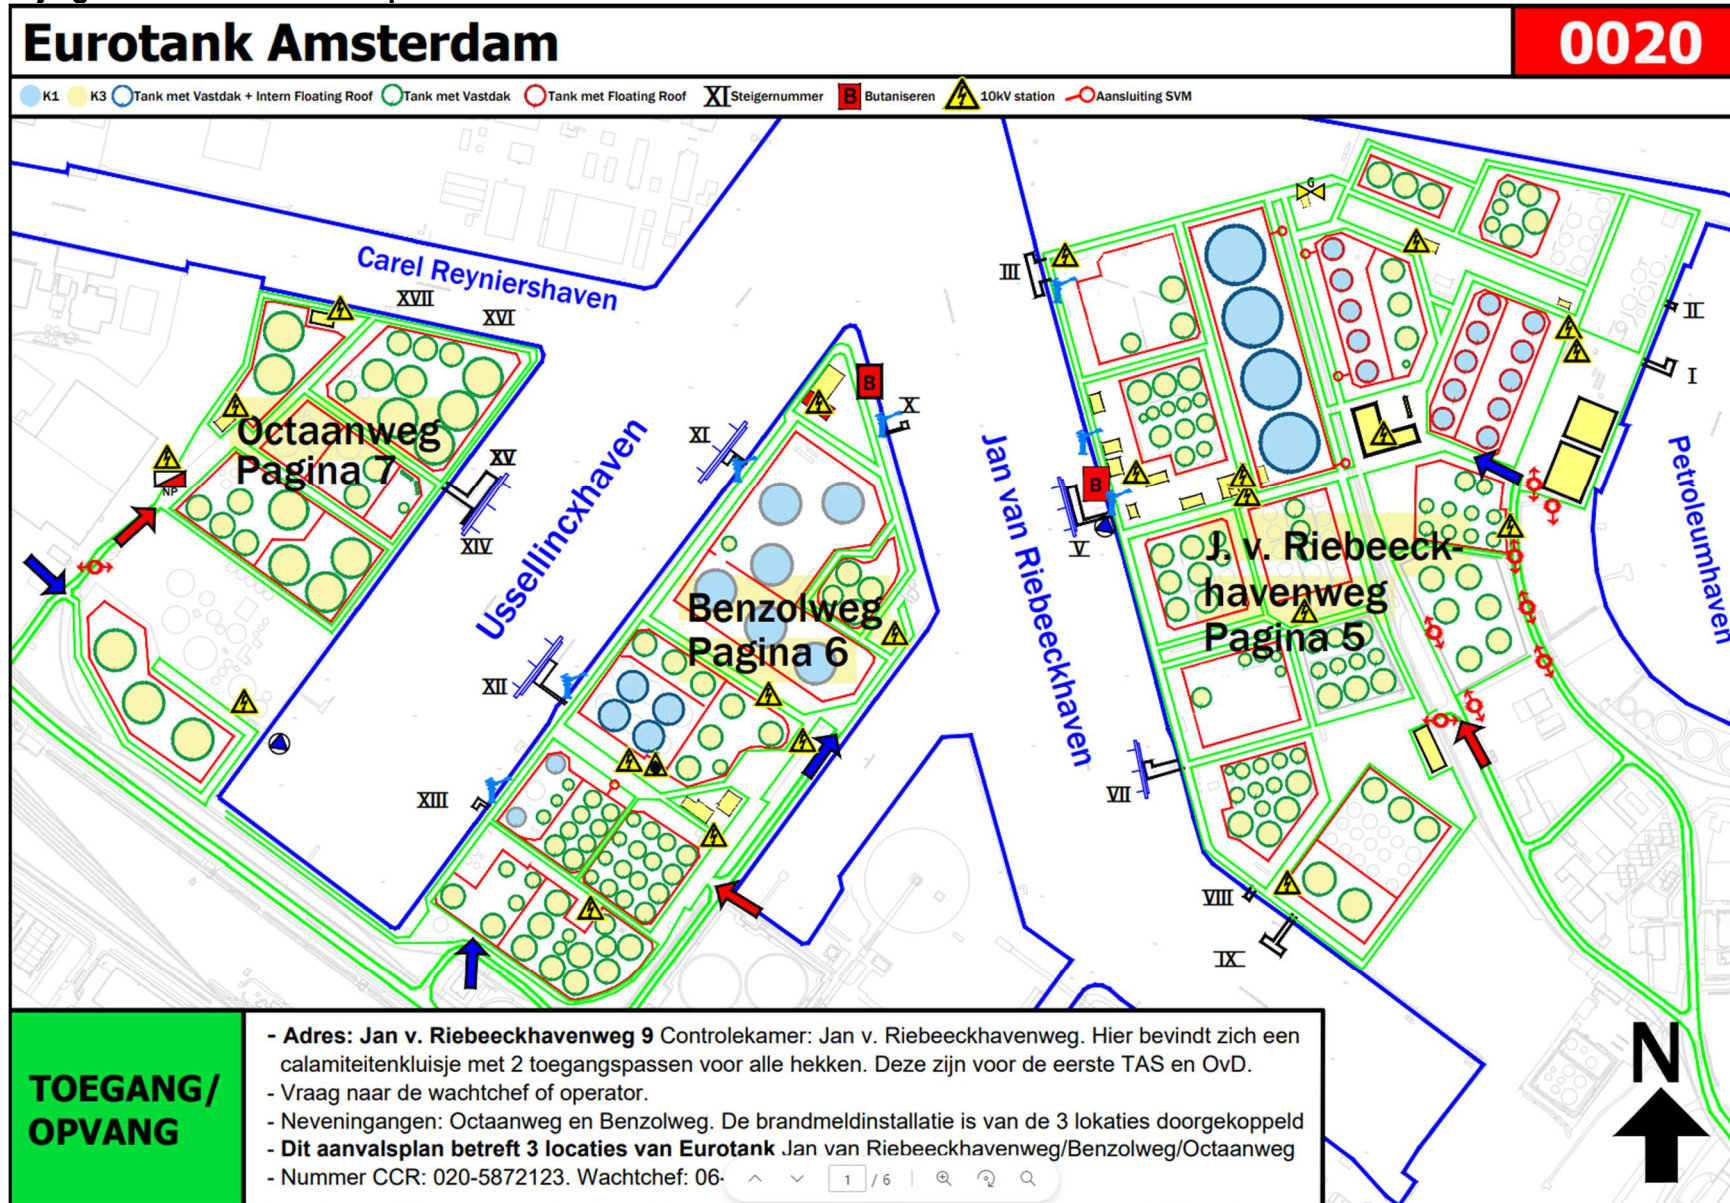 Eurotank Amsterdam
0020
K1
K3
Tank met Vastdak + Intern Floating Roof
Tank met Vastdak
Tank met Floating Roof
XI Steigernummer
B Butaniseren
10kV station
Aansluiting SVM
Carel Reyniershaven
XVII
XVI
G
III
II
I
B
X
XI
Octaanweg
Pagina 7
XV
XIV
NP
Usselincxhaven
Jan van Riebeeckhaven
Petroleumhaven
B
V
J. v. Riebeeck-
havenweg
Pagina 5
Benzolweg
Pagina 6
XII
XIII
VII
VIII
IX
TOEGANG/
OPVANG
- Adres: Jan v. Riebeeckhavenweg 9 Controlekamer: Jan v. Riebeeckhavenweg. Hier bevindt zich een
calamiteitenkluisje met 2 toegangspassen voor alle hekken. Deze zijn voor de eerste TAS en OvD.
- Vraag naar de wachtchef of operator.
- Neveningangen: Octaanweg en Benzolweg. De brandmeldinstallatie is van de 3 lokaties doorgekoppeld
- Dit aanvalsplan betreft 3 locaties van Eurotank Jan van Riebeeckhavenweg/Benzolweg/Octaanweg
- Nummer CCR: 020-5872123. Wachtchef: 06-
1 / 6
N